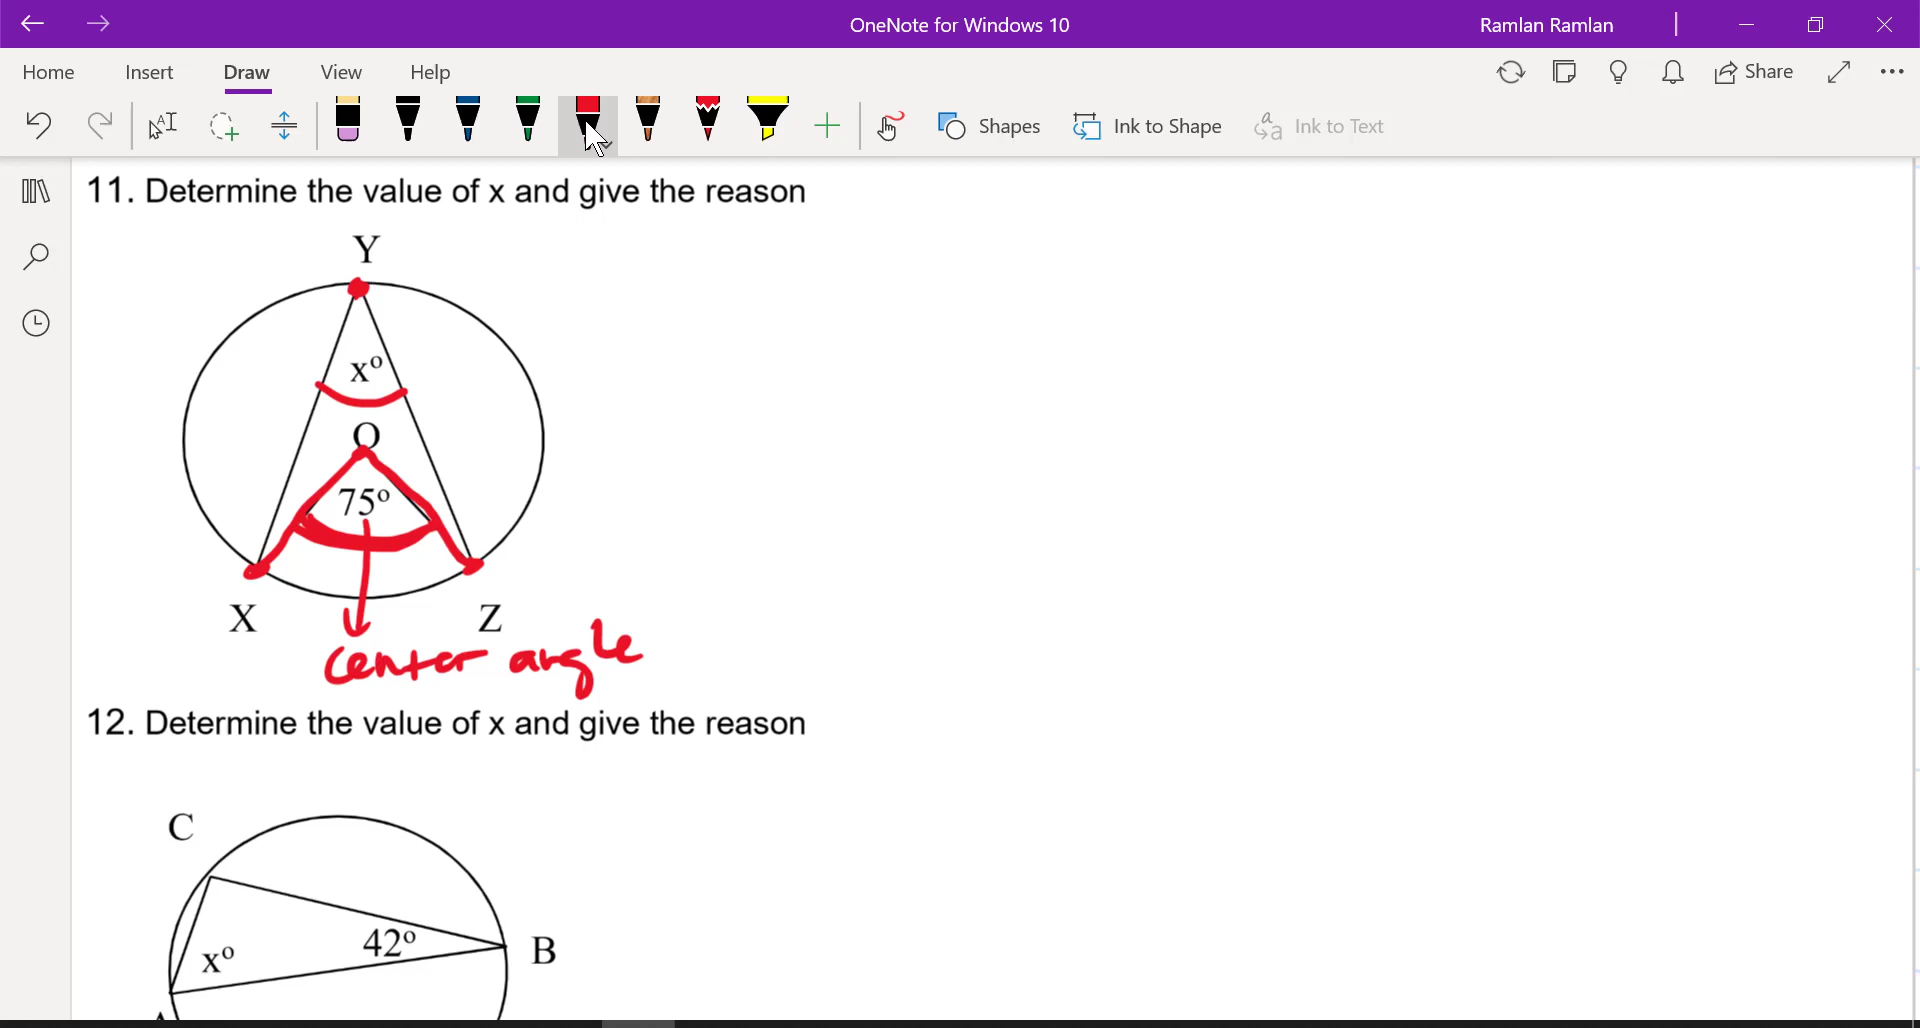 OneNote for Windows 10
Ramlan Ramlan
Home Insert Draw View Help
Share
Shapes Ink to Shape Ink to Text
11. Determine the value of x and give the reason
Y
xº
O
75º
X
Z
center angle
12. Determine the value of x and give the reason
C
42º
B
xº